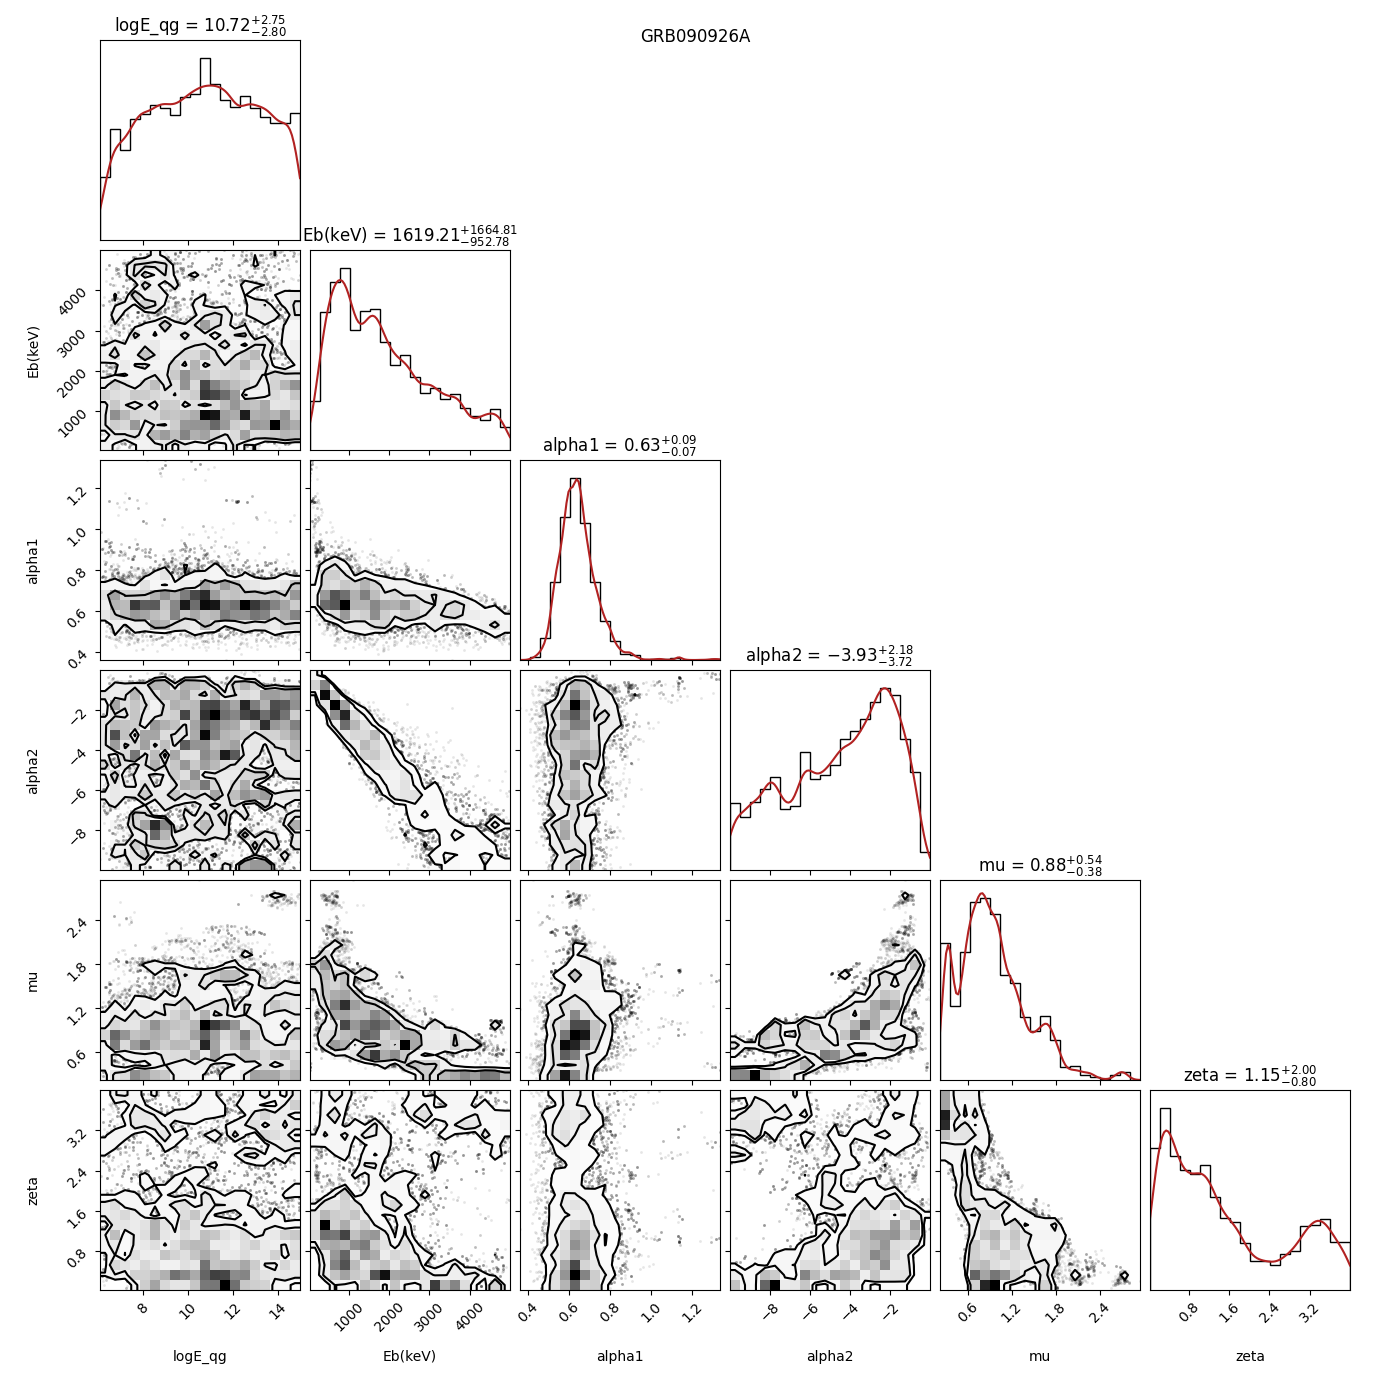 logE_qg = 10.72+2.75−2.80
GRB090926A
Eb(keV) = 1619.21+1664.81−952.78
4000
3000
2000
1000
Eb(keV)
alpha1 = 0.63+0.09−0.07
1.2
1.0
0.8
0.6
0.4
alpha1
alpha2 = −3.93+2.18−3.72
−2
−4
−6
−8
alpha2
mu = 0.88+0.54−0.38
2.4
1.8
1.2
0.6
mu
zeta = 1.15+2.00−0.80
3.2
2.4
1.6
0.8
zeta
8 10 12 14 1000 2000 3000 4000 0.4 0.6 0.8 1.0 1.2 −8 −6 −4 −2 0.6 1.2 1.8 2.4 0.8 1.6 2.4 3.2
logE_qg Eb(keV) alpha1 alpha2 mu zeta